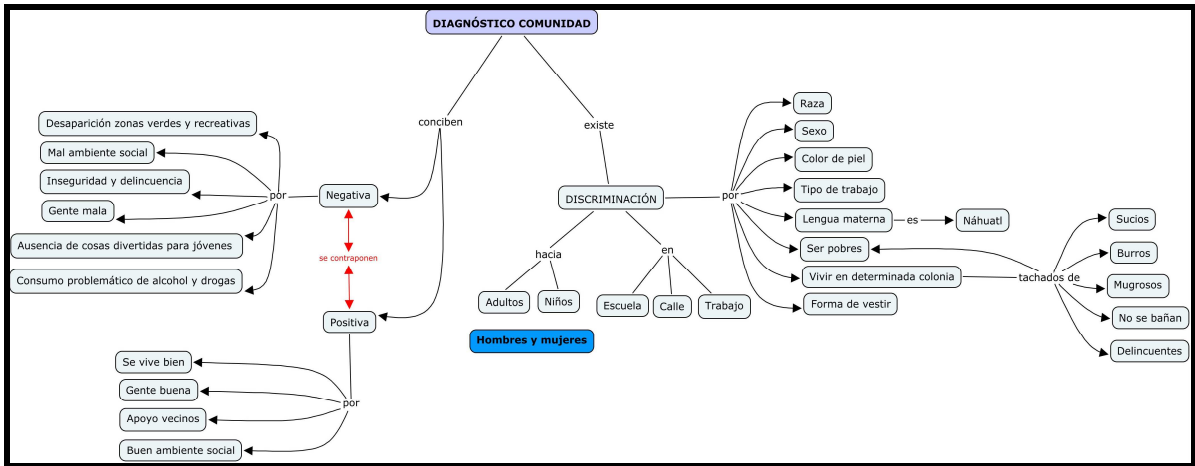 DIAGNÓSTICO COMUNIDAD
conciben
existe
Desaparición zonas verdes y recreativas
Mal ambiente social
Inseguridad y delincuencia
Gente mala
Ausencia de cosas divertidas para jóvenes
Consumo problemático de alcohol y drogas
por
Negativa
se contraponen
Positiva
por
Se vive bien
Gente buena
Apoyo vecinos
Buen ambiente social
DISCRIMINACIÓN
hacia
Adultos
Niños
en
Escuela
Calle
Trabajo
Hombres y mujeres
por
Raza
Sexo
Color de piel
Tipo de trabajo
Lengua materna
es
Náhuatl
Ser pobres
Vivir en determinada colonia
Forma de vestir
tachados de
Sucios
Burros
Mugrosos
No se bañan
Delincuentes